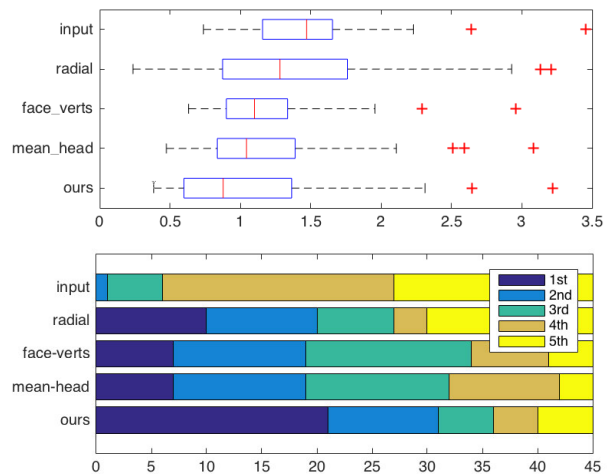 input
radial
face_verts
mean_head
ours
0 0.5 1 1.5 2 2.5 3 3.5
input
radial
face-verts
mean-head
ours
1st
2nd
3rd
4th
5th
0 5 10 15 20 25 30 35 40 45